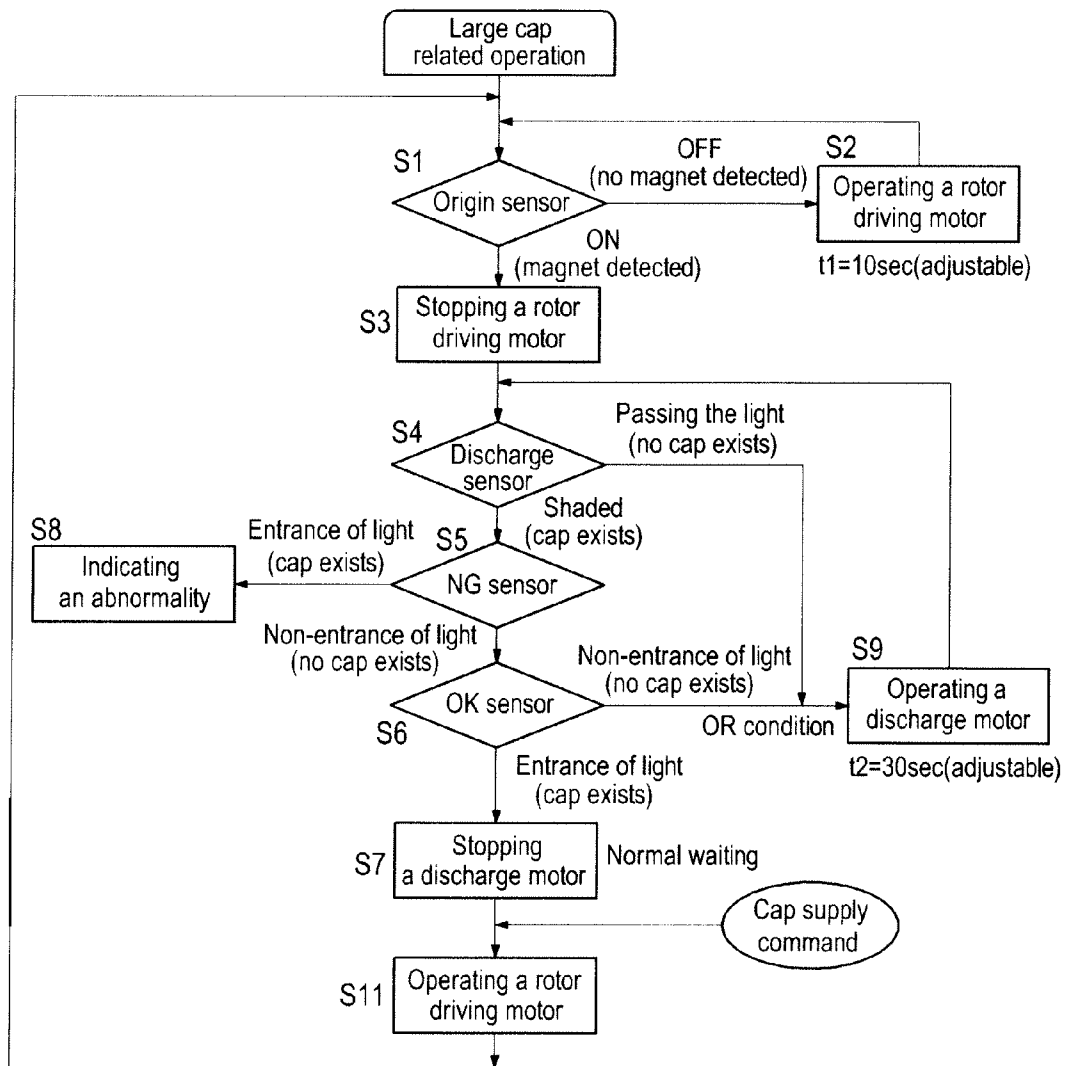 Large cap
related operation
S1
Origin sensor
OFF
(no magnet detected)
S2
Operating a rotor
driving motor
t1=10sec(adjustable)
ON
(magnet detected)
S3
Stopping a rotor
driving motor
S4
Discharge
sensor
Passing the light
(no cap exists)
Shaded
(cap exists)
S5
NG sensor
Entrance of light
(cap exists)
S8
Indicating
an abnormality
Non-entrance of light
(no cap exists)
S6
OK sensor
Non-entrance of light
(no cap exists)
OR condition
S9
Operating a
discharge motor
t2=30sec(adjustable)
Entrance of light
(cap exists)
S7
Stopping
a discharge motor
Normal waiting
Cap supply
command
S11
Operating a rotor
driving motor